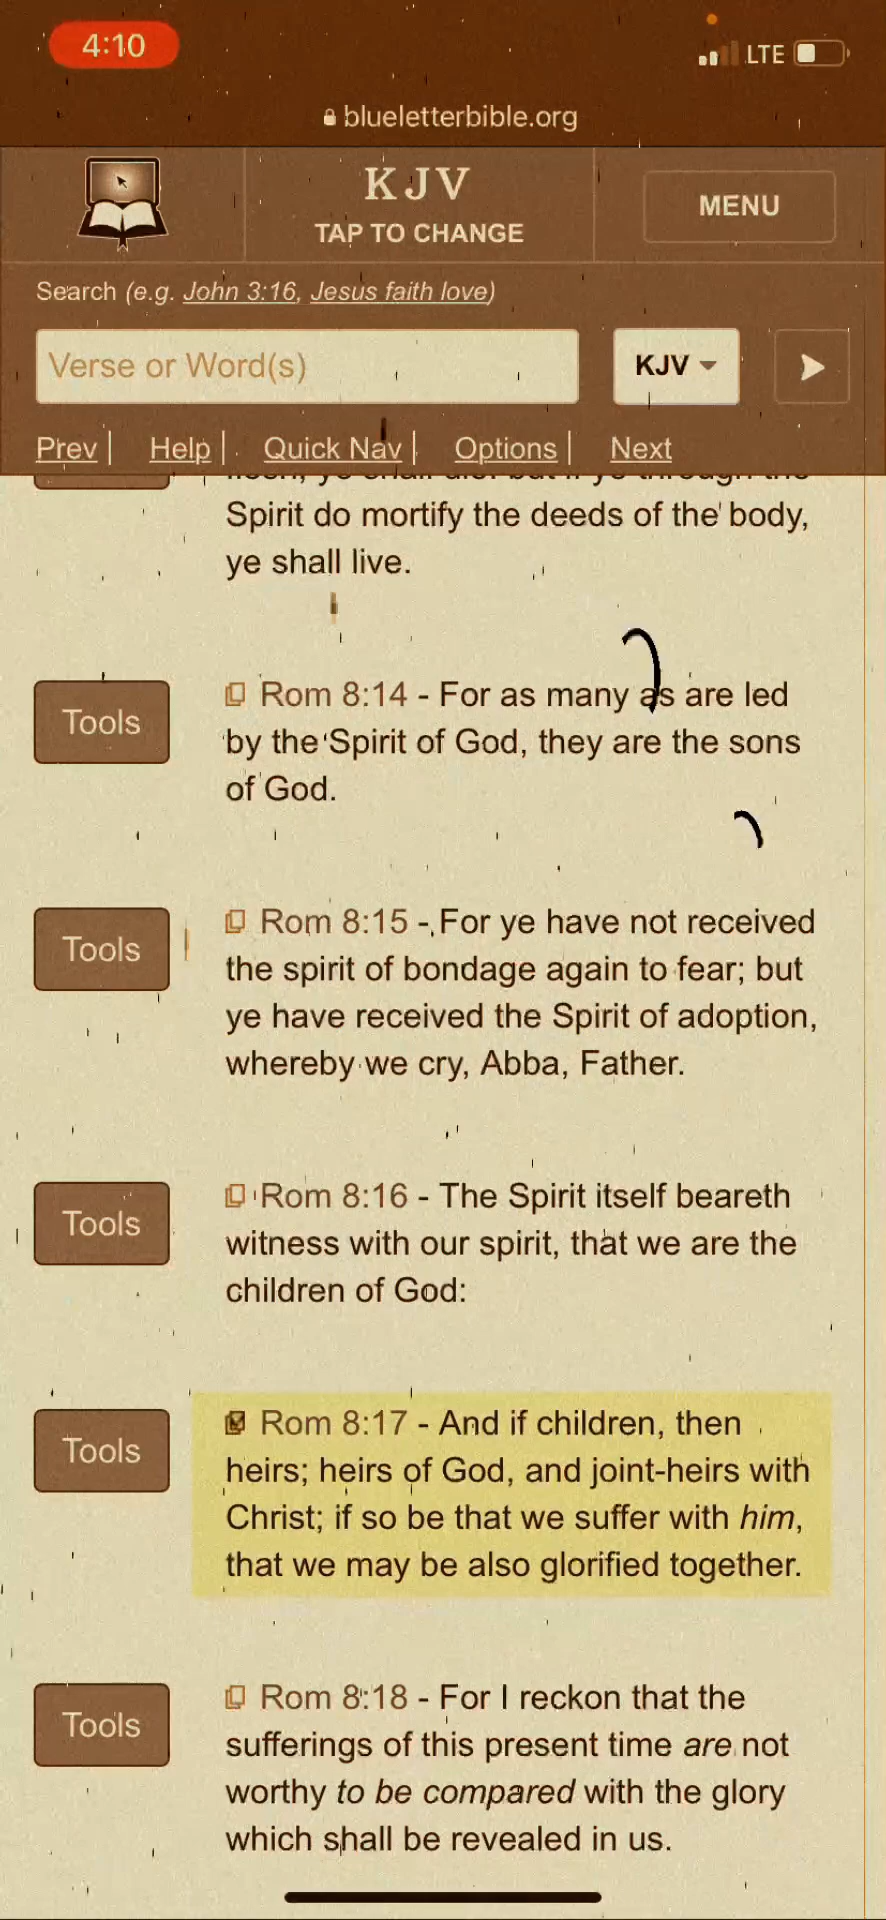 4:10
LTE
blueletterbible.org
KJV
TAP TO CHANGE
MENU
Search (e.g. John 3:16, Jesus faith love)
Verse or Word(s)
KJV
Prev | Help | Quick Nav | Options | Next
Spirit do mortify the deeds of the body,
ye shall live.
Tools
Rom 8:14 - For as many as are led
by the Spirit of God, they are the sons
of God.
Tools
Rom 8:15 - For ye have not received
the spirit of bondage again to fear; but
ye have received the Spirit of adoption,
whereby we cry, Abba, Father.
Tools
Rom 8:16 - The Spirit itself beareth
witness with our spirit, that we are the
children of God:
Tools
Rom 8:17 - And if children, then
heirs; heirs of God, and joint-heirs with
Christ; if so be that we suffer with him,
that we may be also glorified together.
Tools
Rom 8:18 - For I reckon that the
sufferings of this present time are not
worthy to be compared with the glory
which shall be revealed in us.